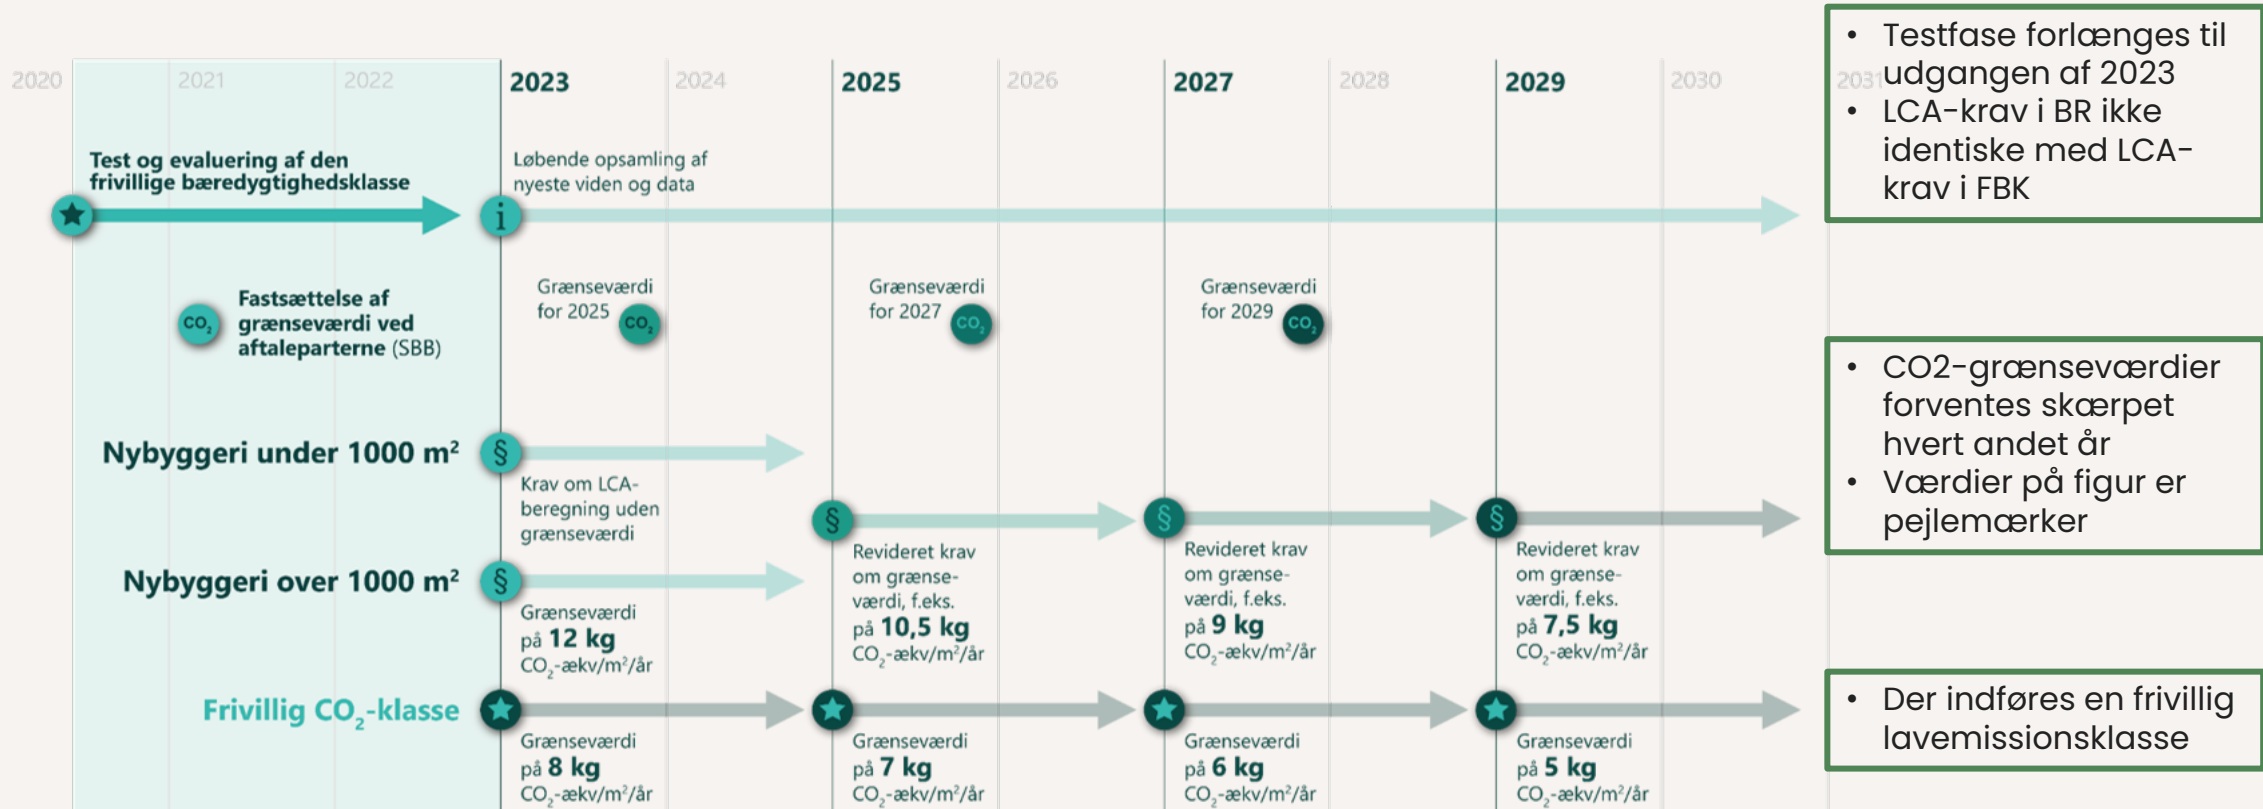 2020
2021
2022
2023
2024
2025
2026
2027
2028
2029
2030
2031
Test og evaluering af den
frivillige bæredygtighedsklasse
Løbende opsamling af
nyeste viden og data
i
CO₂
Fastsættelse af
grænseværdi ved
aftaleparterne (SBB)
Grænseværdi
for 2025
CO₂
Grænseværdi
for 2027
CO₂
Grænseværdi
for 2029
CO₂
Nybyggeri under 1000 m²
§
Krav om LCA-
beregning uden
grænseværdi
Nybyggeri over 1000 m²
§
Grænseværdi
på 12 kg
CO₂-ækv/m²/år
§
Revideret krav
om grænse-
værdi, f.eks.
på 10,5 kg
CO₂-ækv/m²/år
§
Revideret krav
om grænse-
værdi, f.eks.
på 9 kg
CO₂-ækv/m²/år
§
Revideret krav
om grænse-
værdi, f.eks.
på 7,5 kg
CO₂-ækv/m²/år
Frivillig CO₂-klasse
Grænseværdi
på 8 kg
CO₂-ækv/m²/år
Grænseværdi
på 7 kg
CO₂-ækv/m²/år
Grænseværdi
på 6 kg
CO₂-ækv/m²/år
Grænseværdi
på 5 kg
CO₂-ækv/m²/år
• Testfase forlænges til
udgangen af 2023
• LCA-krav i BR ikke
identiske med LCA-
krav i FBK
• CO2-grænseværdier
forventes skærpet
hvert andet år
• Værdier på figur er
pejlemærker
• Der indføres en frivillig
lavemissionsklasse